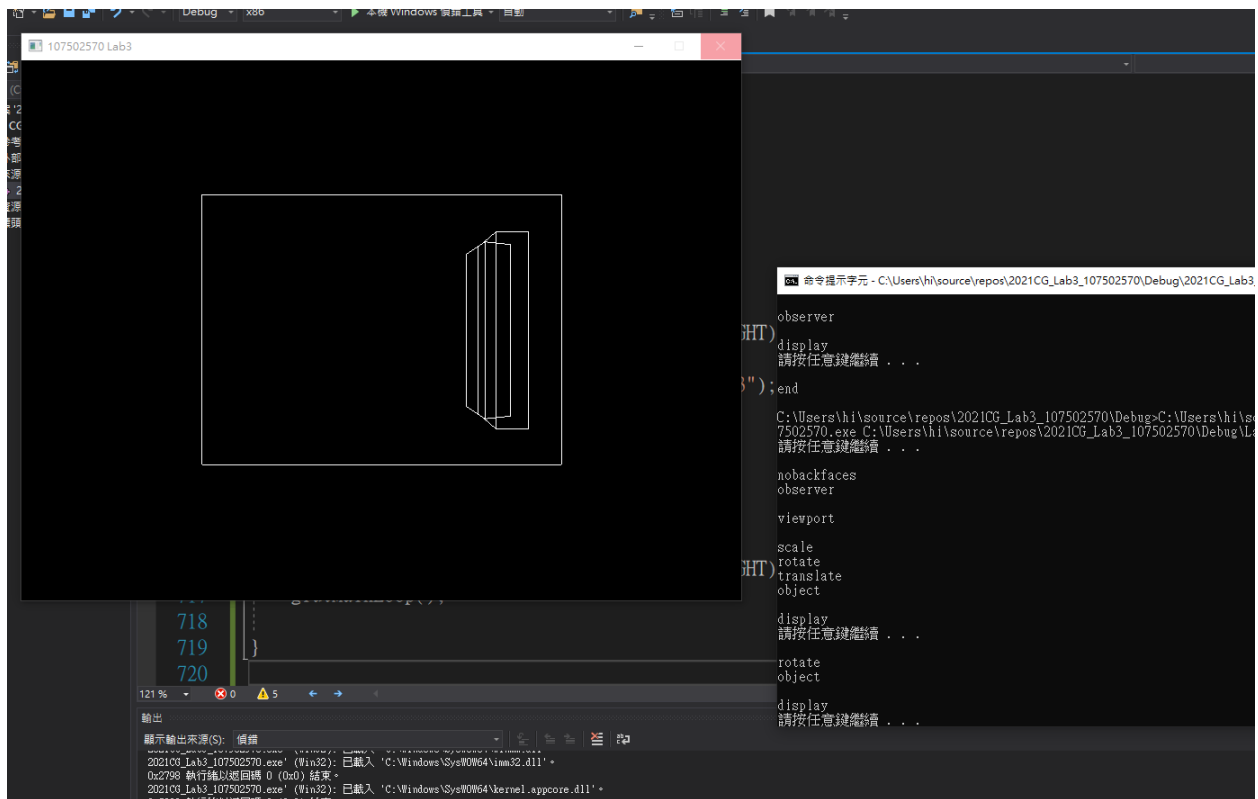 Debug
x86
本機 Windows 偵錯工具
自動
107502570 Lab3
命令提示字元 - C:\Users\hi\source\repos\2021CG_Lab3_107502570\Debug\2021CG_Lab3
observer
GHT)
display
請按任意鍵繼續 . . .
");
end
C:\Users\hi\source\repos\2021CG_Lab3_107502570\Debug>C:\Users\hi\
7502570.exe C:\Users\hi\source\repos\2021CG_Lab3_107502570\Debug\
請按任意鍵繼續 . . .
nobackfaces
observer
viewport
scale
rotate
GHT)
translate
object
718
display
請按任意鍵繼續 . . .
719 }
rotate
720
object
121 %
0
5
display
請按任意鍵繼續 . . .
輸出
顯示輸出來源(S): 偵錯
2021CG_Lab3_107502570.exe' (Win32): 已載入 'C:\Windows\SysWOW64\imm32.dll'。
0x2798 執行緒以返回碼 0 (0x0) 結束。
2021CG_Lab3_107502570.exe' (Win32): 已載入 'C:\Windows\SysWOW64\kernel.appcore.dll'。